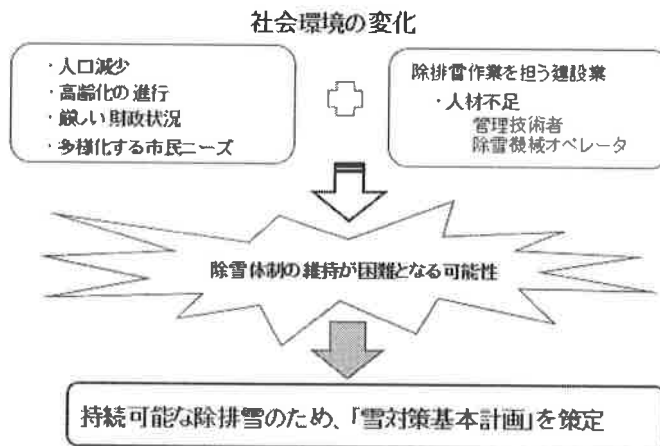 社会環境の変化
・人口減少
・高齢化の進行
・厳しい財政状況
・多様化する市民ニーズ
除排雪作業を担う建設業
・人材不足
管理技術者
除雪機械オペレータ
除雪体制の維持が困難となる可能性
持続可能な除排雪のため、「雪対策基本計画」を策定